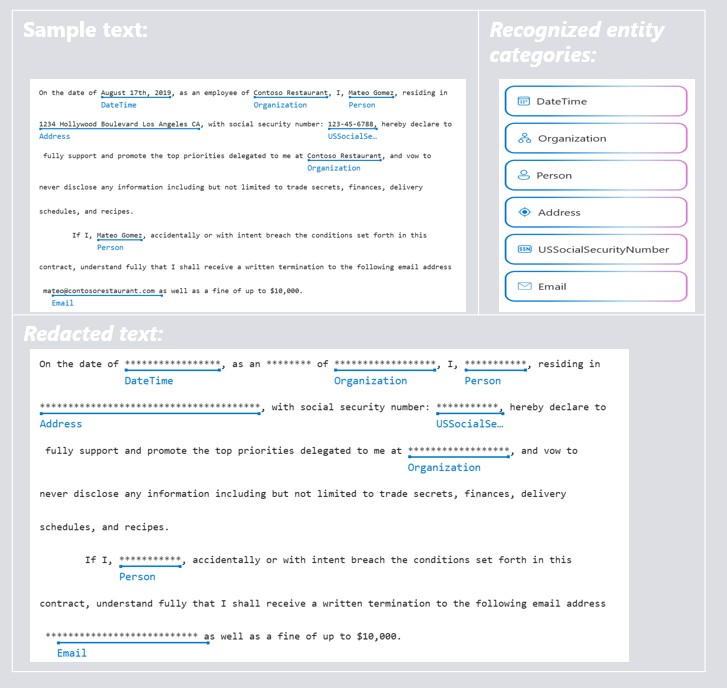 Sample text:
On the date of August 17th, 2019, as an employee of Contoso Restaurant, I, Mateo Gomez, residing in
DateTime Organization Person
1234 Hollywood Boulevard Los Angeles CA, with social security number: 123-45-6788, hereby declare to
Address USSocialSe…
fully support and promote the top priorities delegated to me at Contoso Restaurant, and vow to
Organization
never disclose any information including but not limited to trade secrets, finances, delivery
schedules, and recipes.
If I, Mateo Gomez, accidentally or with intent breach the conditions set forth in this
Person
contract, understand fully that I shall receive a written termination to the following email address
mateo@contosorestaurant.com as well as a fine of up to $10,000.
Email
Recognized entity
categories:
DateTime
Organization
Person
Address
SSN USSocialSecurityNumber
Email
Redacted text:
On the date of *****************, as an ******** of ******************, I, ***********, residing in
DateTime Organization Person
***************************************, with social security number: ***********, hereby declare to
Address USSocialSe…
fully support and promote the top priorities delegated to me at ******************, and vow to
Organization
never disclose any information including but not limited to trade secrets, finances, delivery
schedules, and recipes.
If I, ***********, accidentally or with intent breach the conditions set forth in this
Person
contract, understand fully that I shall receive a written termination to the following email address
*************************** as well as a fine of up to $10,000.
Email